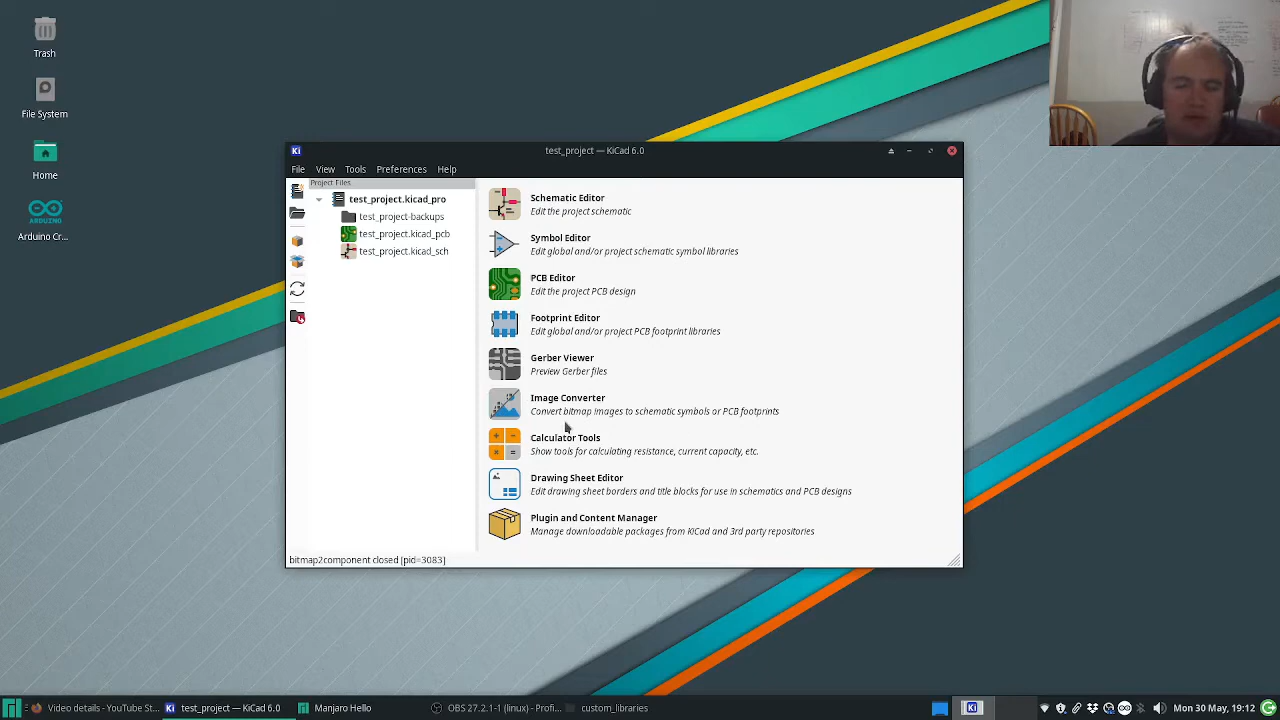 Trash
File System
Home
Arduino Cr...
test_project — KiCad 6.0
File View Tools Preferences Help
Project Files
test_project.kicad_pro
test_project-backups
test_project.kicad_pcb
test_project.kicad_sch
Schematic Editor
Edit the project schematic
Symbol Editor
Edit global and/or project schematic symbol libraries
PCB Editor
Edit the project PCB design
Footprint Editor
Edit global and/or project PCB footprint libraries
Gerber Viewer
Preview Gerber files
Image Converter
Convert bitmap images to schematic symbols or PCB footprints
Calculator Tools
Show tools for calculating resistance, current capacity, etc.
Drawing Sheet Editor
Edit drawing sheet borders and title blocks for use in schematics and PCB designs
Plugin and Content Manager
Manage downloadable packages from KiCad and 3rd party repositories
bitmap2component closed [pid=3083]
Video details - YouTube St... test_project — KiCad 6.0 Manjaro Hello OBS 27.2.1-1 (linux) - Profi... custom_libraries Mon 30 May, 19:12